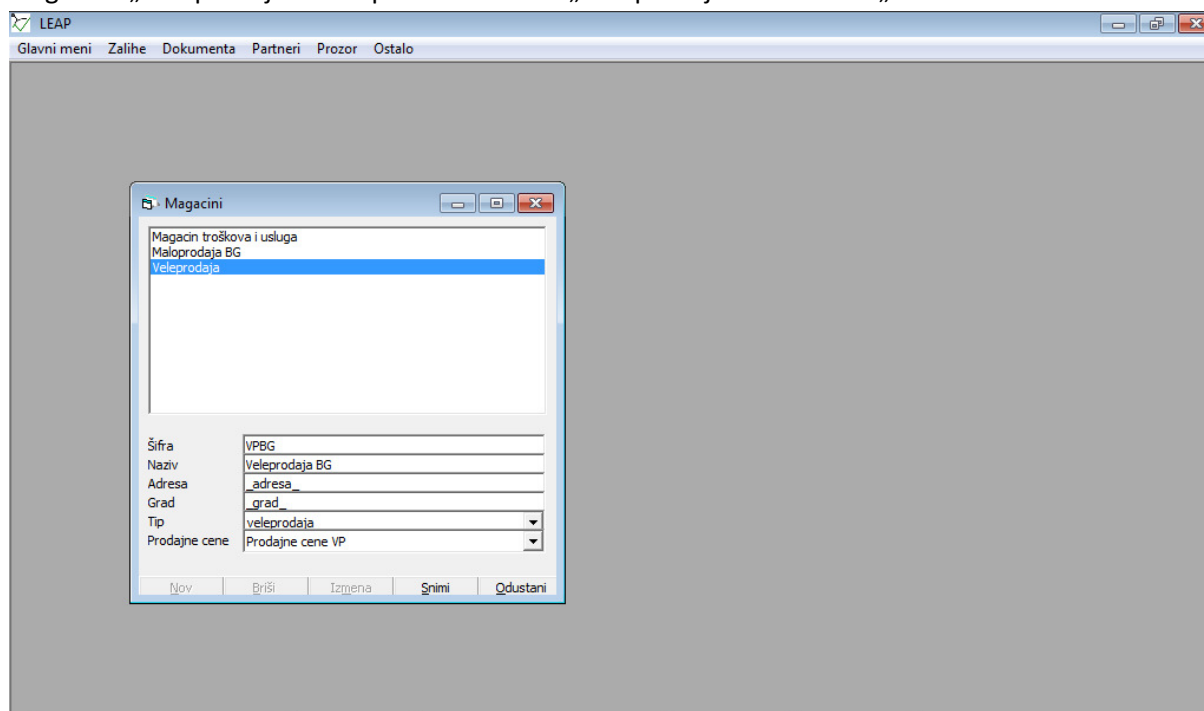 LEAP
Glavni meni Zalihe Dokumenta Partneri Prozor Ostalo
Magacini
Magacin troškova i usluga
Maloprodaja BG
Veleprodaja
Šifra VPBG
Naziv Veleprodaja BG
Adresa _adresa_
Grad _grad_
Tip veleprodaja
Prodajne cene Prodajne cene VP
Nov Briši Izmena Snimi Odustani